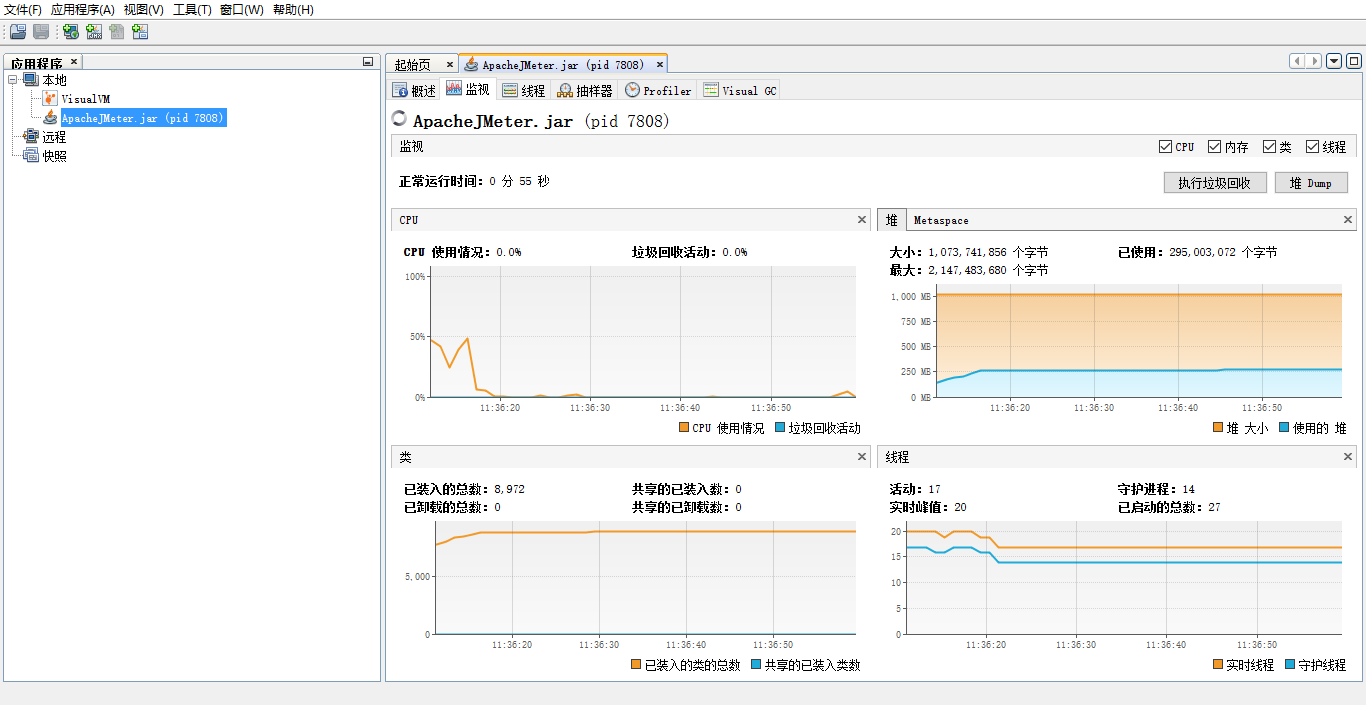 文件(F) 应用程序(A) 视图(V) 工具(T) 窗口(W) 帮助(H)
应用程序
本地
VisualVM
ApacheJMeter.jar (pid 7808)
远程
快照
起始页 ApacheJMeter.jar (pid 7808)
概述 监视 线程 抽样器 Profiler Visual GC
ApacheJMeter.jar (pid 7808)
监视 CPU 内存 类 线程
正常运行时间: 0 分 55 秒 执行垃圾回收 堆 Dump
CPU
CPU 使用情况: 0.0% 垃圾回收活动: 0.0%
100%
50%
0%
11:36:20 11:36:30 11:36:40 11:36:50
CPU 使用情况 垃圾回收活动
堆 Metaspace
大小: 1,073,741,856 个字节 已使用: 295,003,072 个字节
最大: 2,147,483,680 个字节
1,000 MB
750 MB
500 MB
250 MB
0 MB
11:36:20 11:36:30 11:36:40 11:36:50
堆 大小 使用的 堆
类
已装入的总数: 8,972 共享的已装入数: 0
已卸载的总数: 0 共享的已卸载数: 0
5,000
0
11:36:20 11:36:30 11:36:40 11:36:50
已装入的类的总数 共享的已装入类数
线程
活动: 17 守护进程: 14
实时峰值: 20 已启动的总数: 27
20
15
10
5
0
11:36:20 11:36:30 11:36:40 11:36:50
实时线程 守护线程